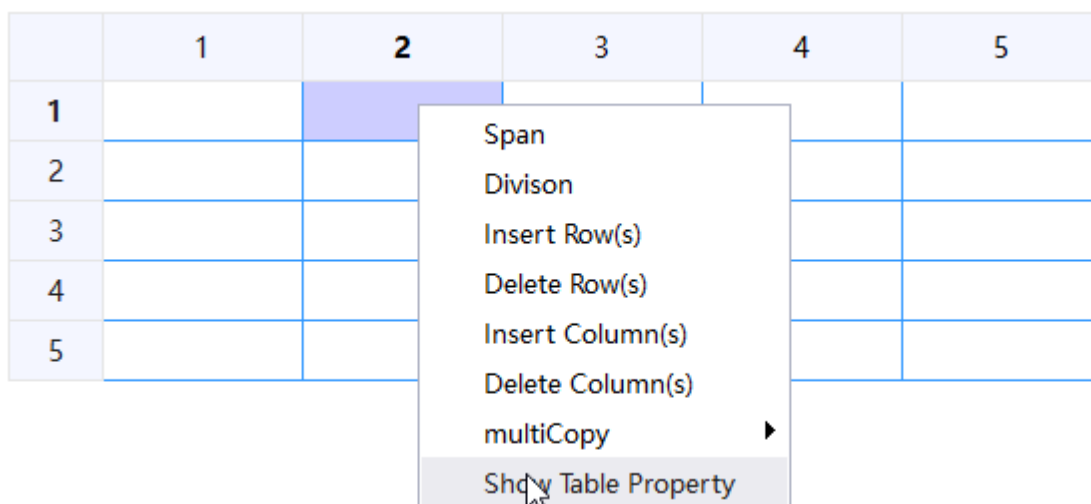 1 2 3 4 5
1
2
3
4
5
Span
Divison
Insert Row(s)
Delete Row(s)
Insert Column(s)
Delete Column(s)
multiCopy
Show Table Property